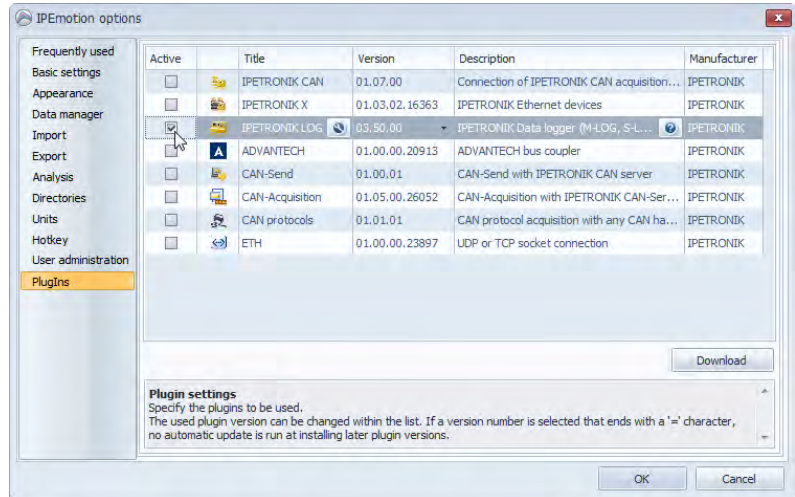 IPEmotion options
Frequently used
Basic settings
Appearance
Data manager
Import
Export
Analysis
Directories
Units
Hotkey
User administration
PlugIns
Active Title Version Description Manufacturer
IPETRONIK CAN 01.07.00 Connection of IPETRONIK CAN acquisition... IPETRONIK
IPETRONIK X 01.03.02.16363 IPETRONIK Ethernet devices IPETRONIK
IPETRONIK LOG 03.50.00 IPETRONIK Data logger (M-LOG, S-L... IPETRONIK
A ADVANTECH 01.00.00.20913 ADVANTECH bus coupler IPETRONIK
CAN-Send 01.00.01 CAN-Send with IPETRONIK CAN server IPETRONIK
CAN-Acquisition 01.05.00.26052 CAN-Acquisition with IPETRONIK CAN-Ser... IPETRONIK
CAN protocols 01.01.01 CAN protocol acquisition with any CAN ha... IPETRONIK
ETH 01.00.00.23897 UDP or TCP socket connection IPETRONIK
Download
Plugin settings
Specify the plugins to be used.
The used plugin version can be changed within the list. If a version number is selected that ends with a '=' character,
no automatic update is run at installing later plugin versions.
OK Cancel